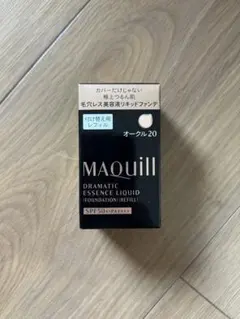 カバーだけじゃない
極上つるん肌
毛穴レス美容液リキッドファンデ
付け替え用
レフィル
オークル20
MAQuillL
DRAMATIC
ESSENCE LIQUID
(FOUNDATION) (REFILL)
SPF50+・PA++++